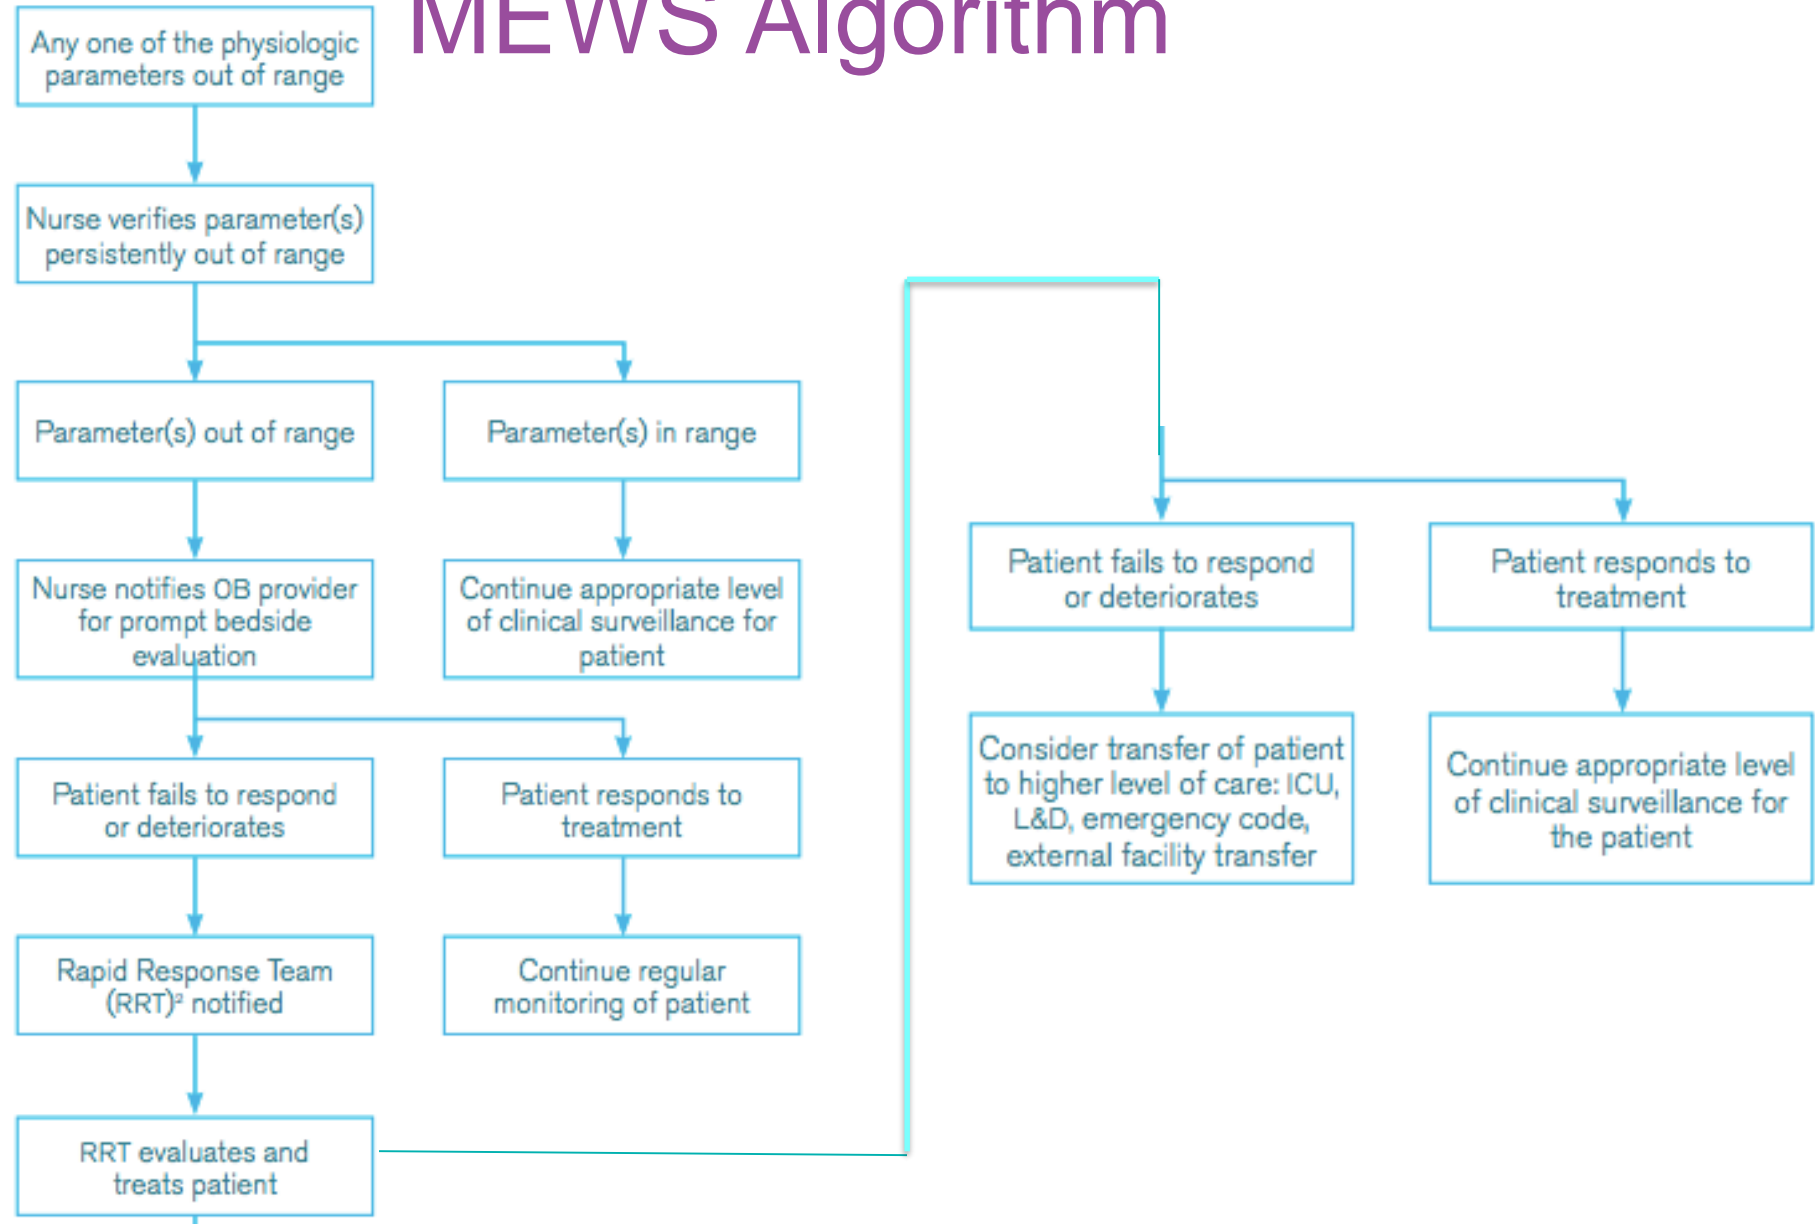 MEWS Algorithm
Any one of the physiologic
parameters out of range
Nurse verifies parameter(s)
persistently out of range
Parameter(s) out of range
Parameter(s) in range
Nurse notifies OB provider
for prompt bedside
evaluation
Continue appropriate level
of clinical surveillance for
patient
Patient fails to respond
or deteriorates
Patient responds to
treatment
Rapid Response Team
(RRT)² notified
Continue regular
monitoring of patient
RRT evaluates and
treats patient
Patient fails to respond
or deteriorates
Patient responds to
treatment
Consider transfer of patient
to higher level of care: ICU,
L&D, emergency code,
external facility transfer
Continue appropriate level
of clinical surveillance for
the patient